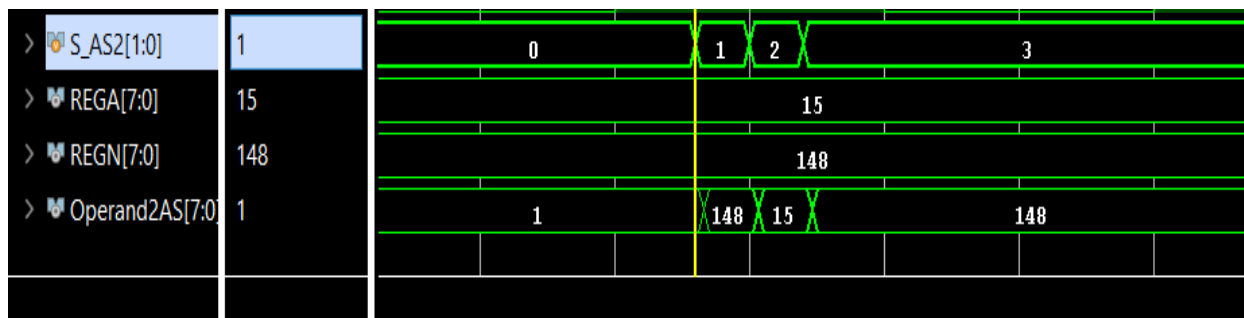 S_AS2[1:0] 1 0 1 2 3
REGA[7:0] 15 15
REGN[7:0] 148 148
Operand2AS[7:0] 1 1 148 15 148